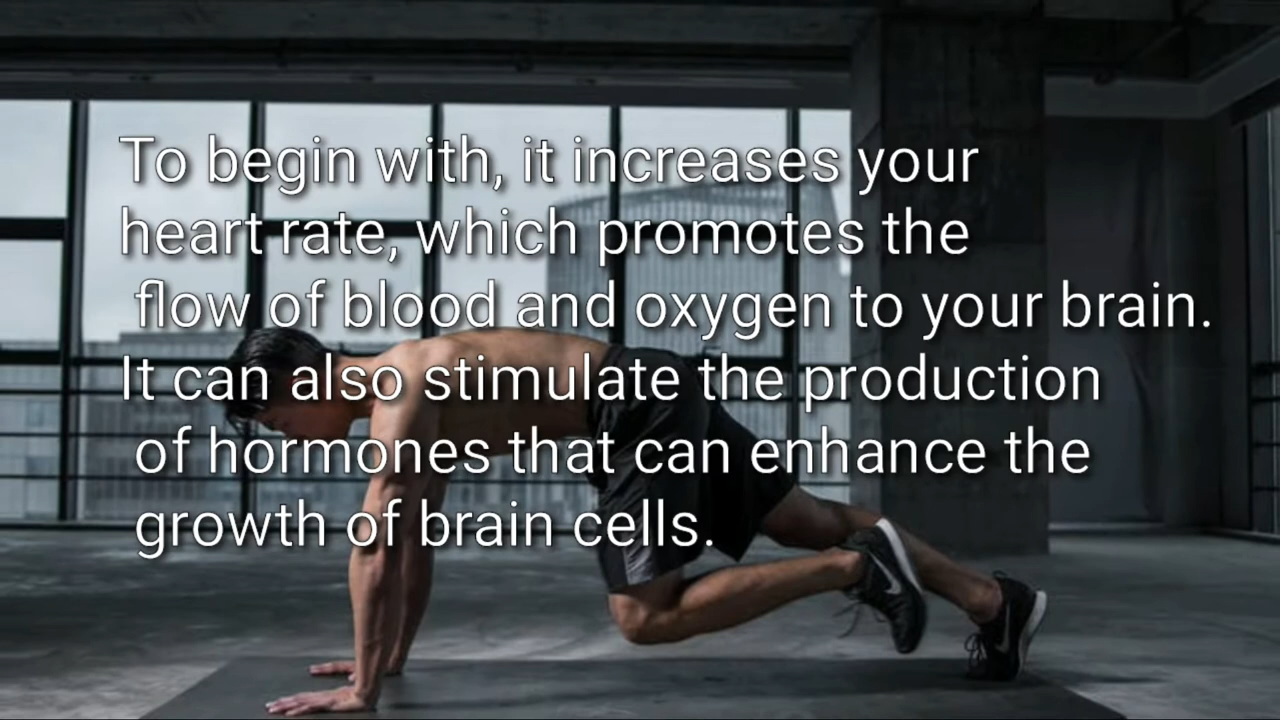 To begin with, it increases your
heart rate, which promotes the
flow of blood and oxygen to your brain.
It can also stimulate the production
of hormones that can enhance the
growth of brain cells.